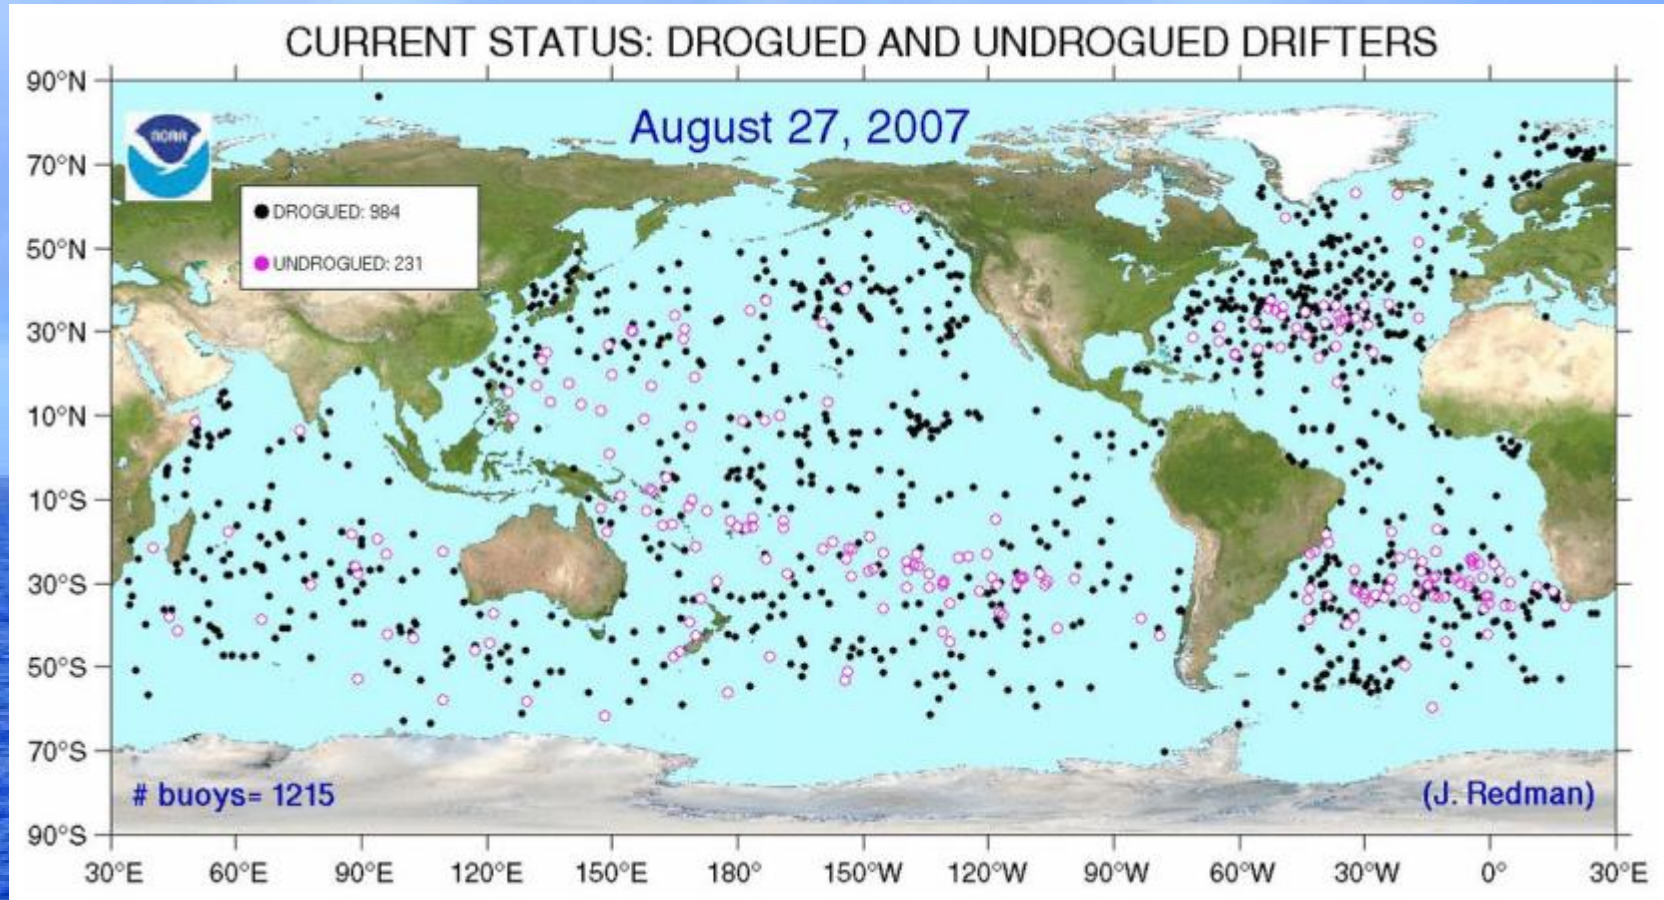 CURRENT STATUS: DROGUED AND UNDROGUED DRIFTERS
90°N
70°N
50°N
30°N
10°N
10°S
30°S
50°S
70°S
90°S
August 27, 2007
NOAA
DROGUED: 984
UNDROGUED: 231
# buoys= 1215
(J. Redman)
30°E 60°E 90°E 120°E 150°E 180° 150°W 120°W 90°W 60°W 30°W 0° 30°E